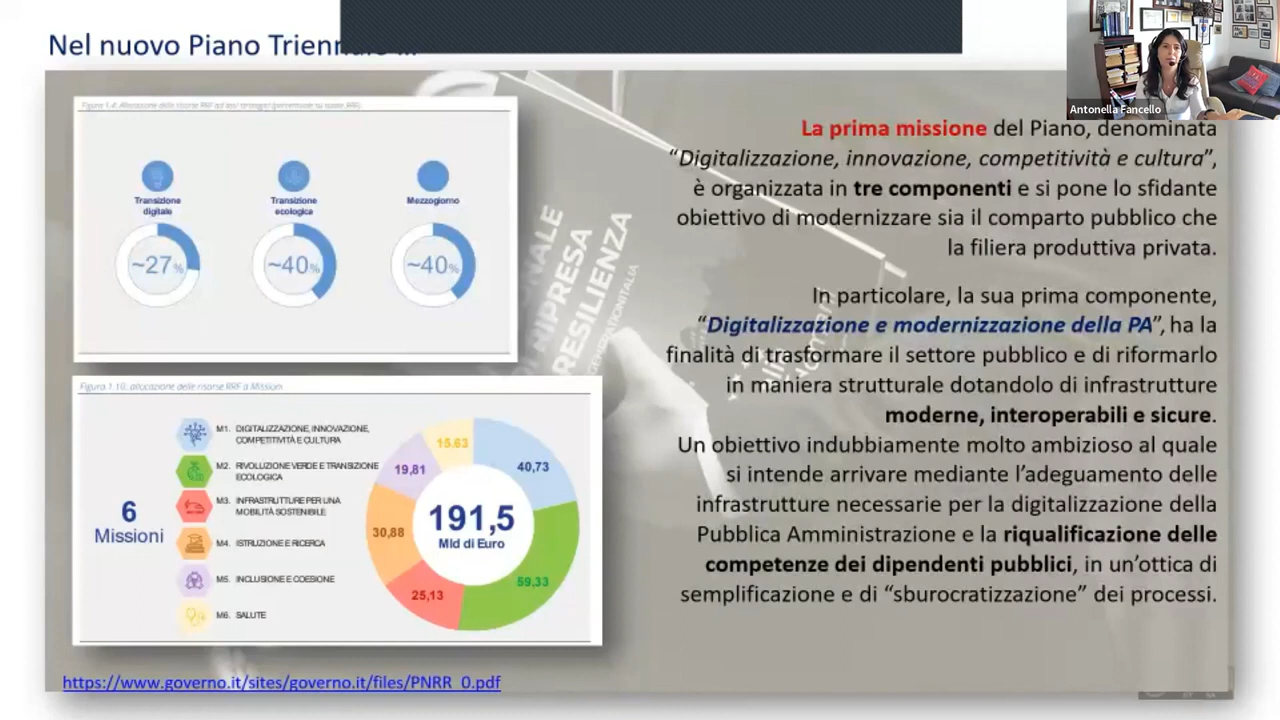 Nel nuovo Piano Triennale ...
Antonella Fancello
Figura 1.4: Allocazione delle risorse RRF ad assi strategici (percentuale su totale RRF)
Transizione
digitale
Transizione
ecologica
Mezzogiorno
~27%
~40%
~40%
NALE
RIPRESA
RESILIENZA
Figura 1.10: allocazione delle risorse RRF a Missioni
6
Missioni
M1. DIGITALIZZAZIONE, INNOVAZIONE,
COMPETITIVITÀ E CULTURA
M2. RIVOLUZIONE VERDE E TRANSIZIONE
ECOLOGICA
M3. INFRASTRUTTURE PER UNA
MOBILITÀ SOSTENIBILE
M4. ISTRUZIONE E RICERCA
M5. INCLUSIONE E COESIONE
M6. SALUTE
15.63
40,73
19,81
191,5
Mld di Euro
30,88
59,33
25,13
https://www.governo.it/sites/governo.it/files/PNRR_0.pdf
La prima missione del Piano, denominata
“Digitalizzazione, innovazione, competitività e cultura”,
è organizzata in tre componenti e si pone lo sfidante
obiettivo di modernizzare sia il comparto pubblico che
la filiera produttiva privata.
In particolare, la sua prima componente,
“Digitalizzazione e modernizzazione della PA”, ha la
finalità di trasformare il settore pubblico e di riformarlo
in maniera strutturale dotandolo di infrastrutture
moderne, interoperabili e sicure.
Un obiettivo indubbiamente molto ambizioso al quale
si intende arrivare mediante l’adeguamento delle
infrastrutture necessarie per la digitalizzazione della
Pubblica Amministrazione e la riqualificazione delle
competenze dei dipendenti pubblici, in un’ottica di
semplificazione e di “sburocratizzazione” dei processi.